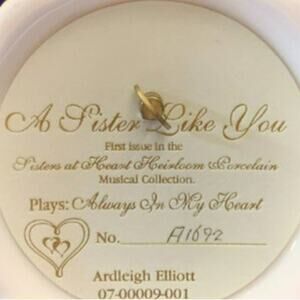 A Sister Like You
First issue in the
Sisters at Heart Heirloom Porcelain
Musical Collection.
Plays: Always In My Heart
No. A1692
Ardleigh Elliott
07-00009-001